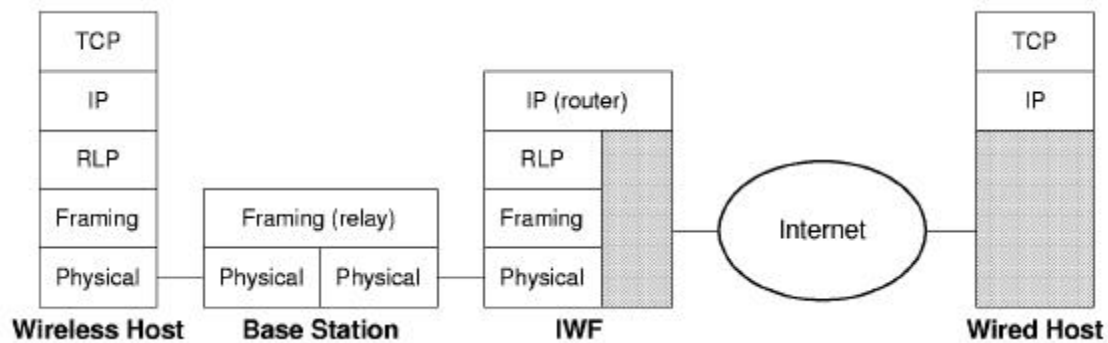 TCP
IP
RLP
Framing
Physical
Wireless Host
Framing (relay)
Physical Physical
Base Station
IP (router)
RLP
Framing
Physical
IWF
Internet
TCP
IP
Wired Host